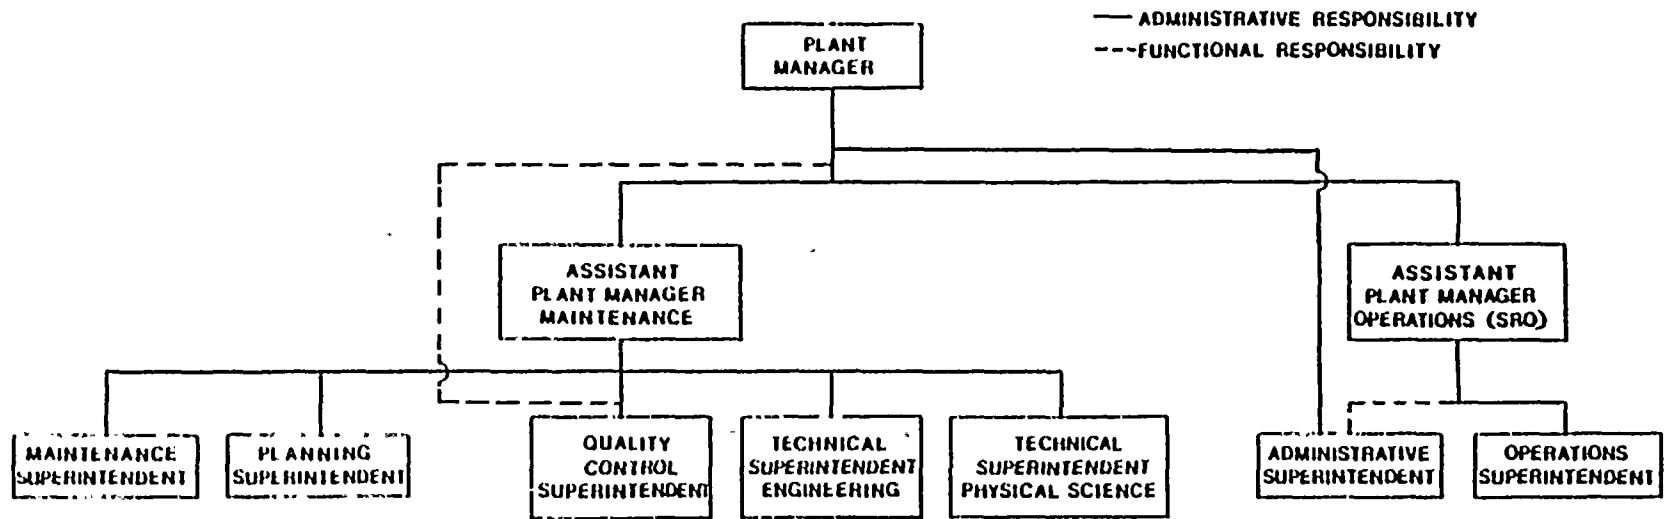 ADMINISTRATIVE RESPONSIBILITY
FUNCTIONAL RESPONSIBILITY
PLANT
MANAGER
ASSISTANT
PLANT MANAGER
MAINTENANCE
ASSISTANT
PLANT MANAGER
OPERATIONS (SRO)
MAINTENANCE
SUPERINTENDENT
PLANNING
SUPERINTENDENT
QUALITY
CONTROL
SUPERINTENDENT
TECHNICAL
SUPERINTENDENT
ENGINEERING
TECHNICAL
SUPERINTENDENT
PHYSICAL SCIENCE
ADMINISTRATIVE
SUPERINTENDENT
OPERATIONS
SUPERINTENDENT